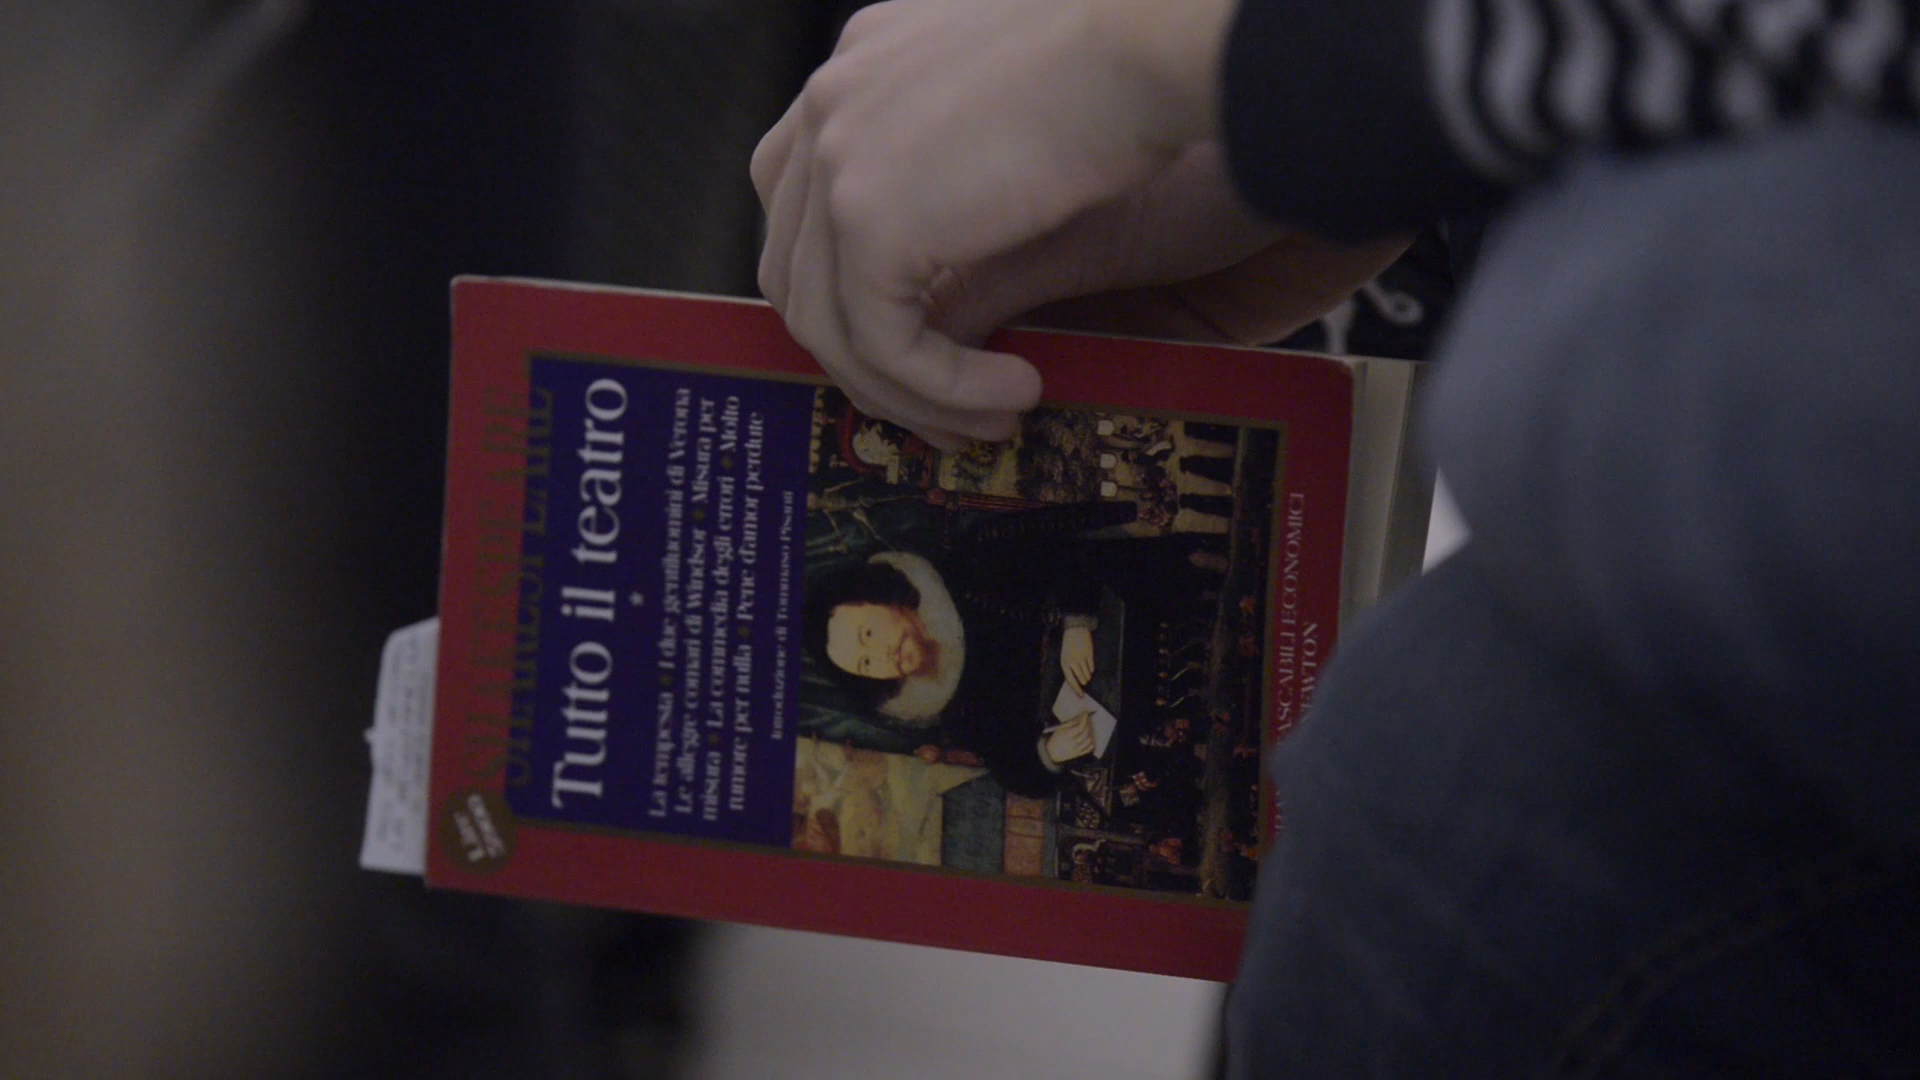 SHAKESPEARE
Tutto il teatro
*
La tempesta ♦ I due gentiluomini di Verona
Le allegre comari di Windsor ♦ Misura per
misura ♦ La commedia degli errori ♦ Molto
rumore per nulla ♦ Pene d'amor perdute
Introduzione di Tommaso Pisanti
ECONOMICI
NEWTON